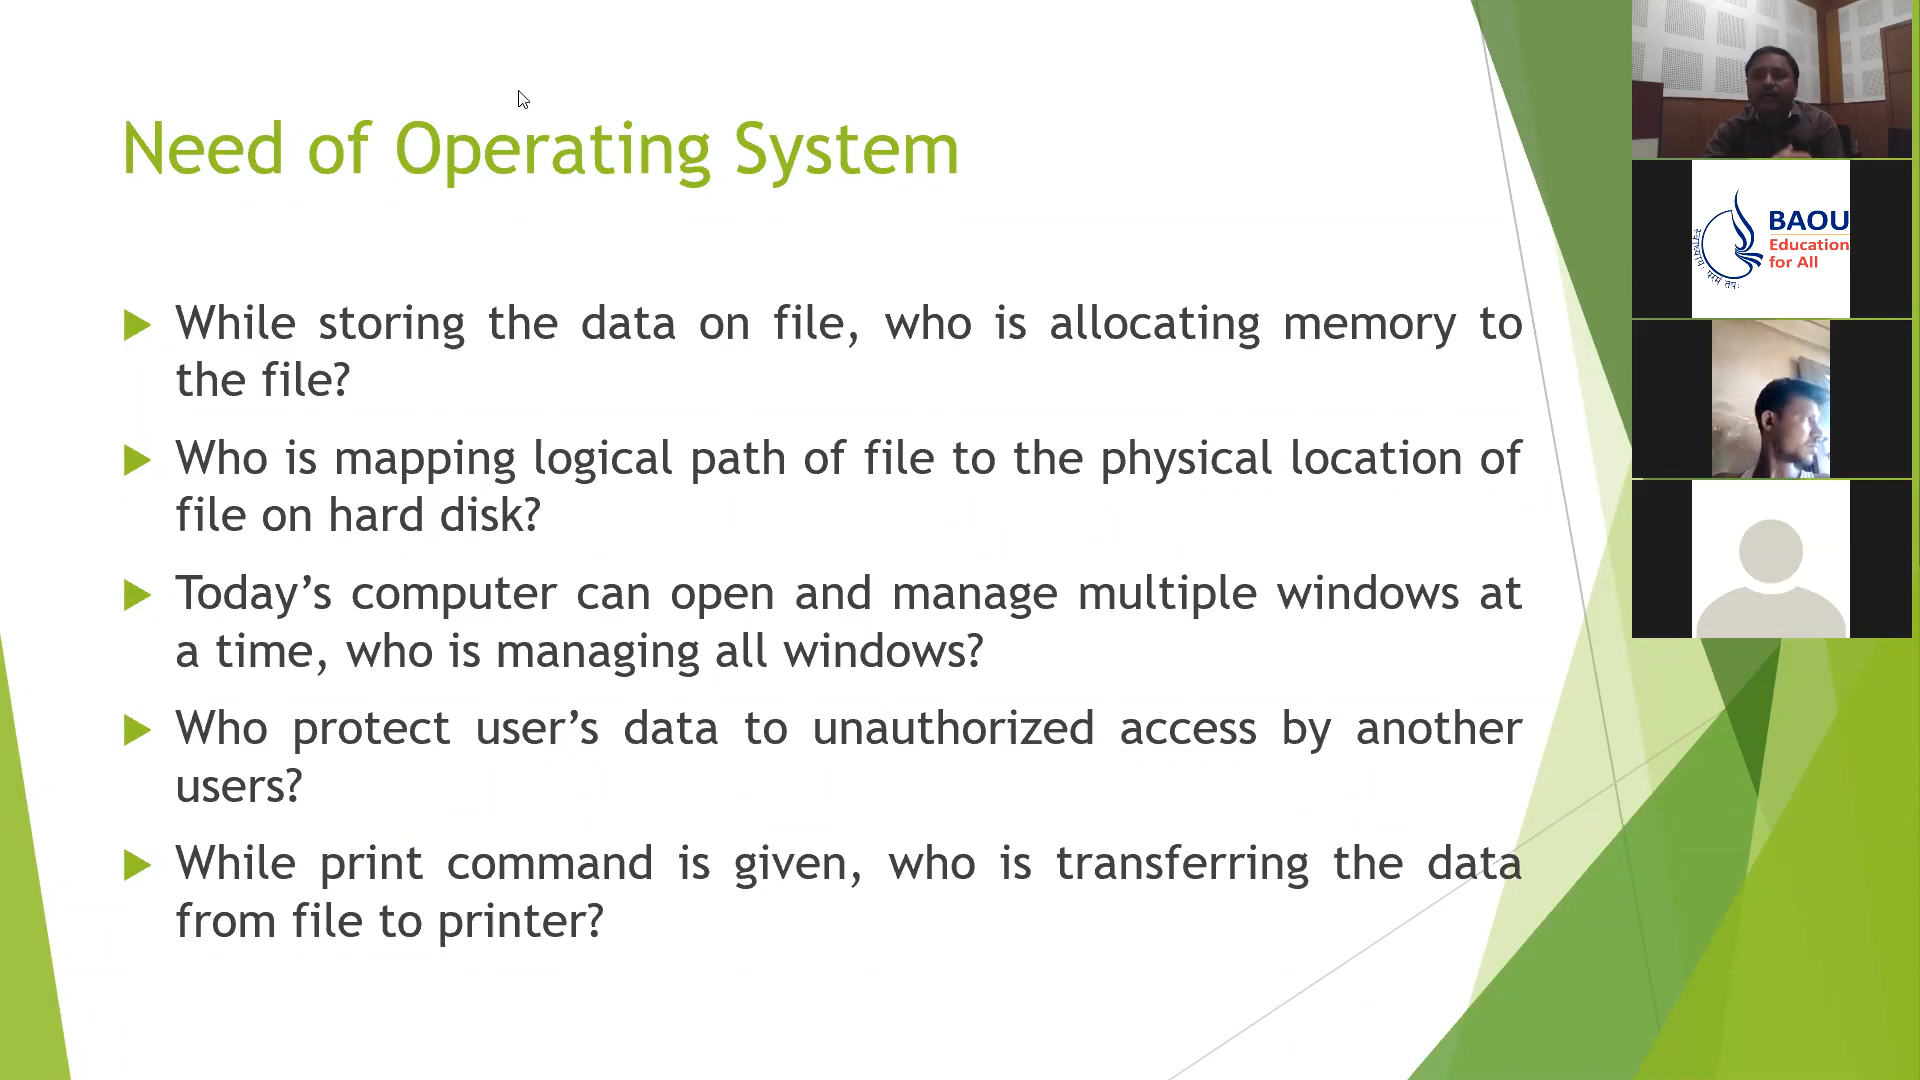 Need of Operating System
While storing the data on file, who is allocating memory to
the file?
Who is mapping logical path of file to the physical location of
file on hard disk?
Today’s computer can open and manage multiple windows at
a time, who is managing all windows?
Who protect user’s data to unauthorized access by another
users?
While print command is given, who is transferring the data
from file to printer?
BAOU
Education
for All
परमं तपः